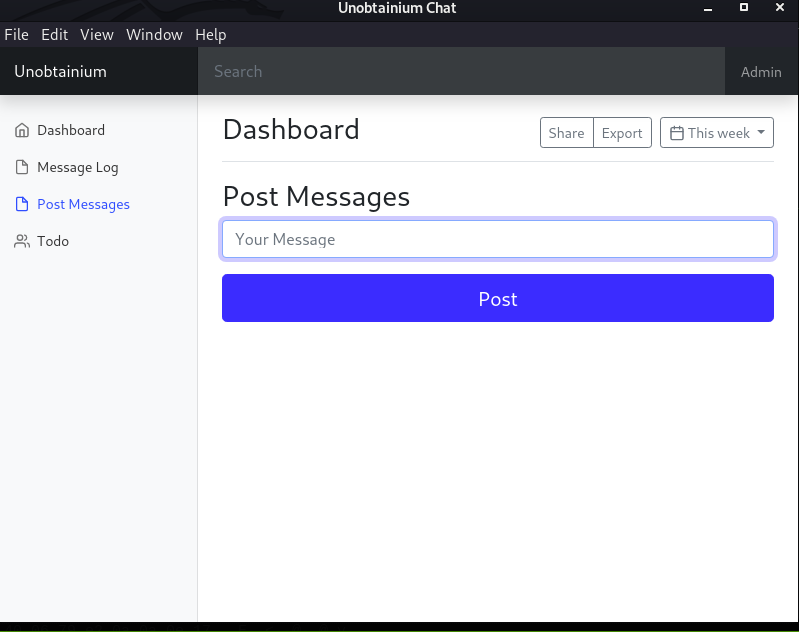 Unobtainium Chat
File Edit View Window Help
Unobtainium
Search
Admin
Dashboard
Message Log
Post Messages
Todo
Dashboard
Share
Export
This week
Post Messages
Your Message
Post